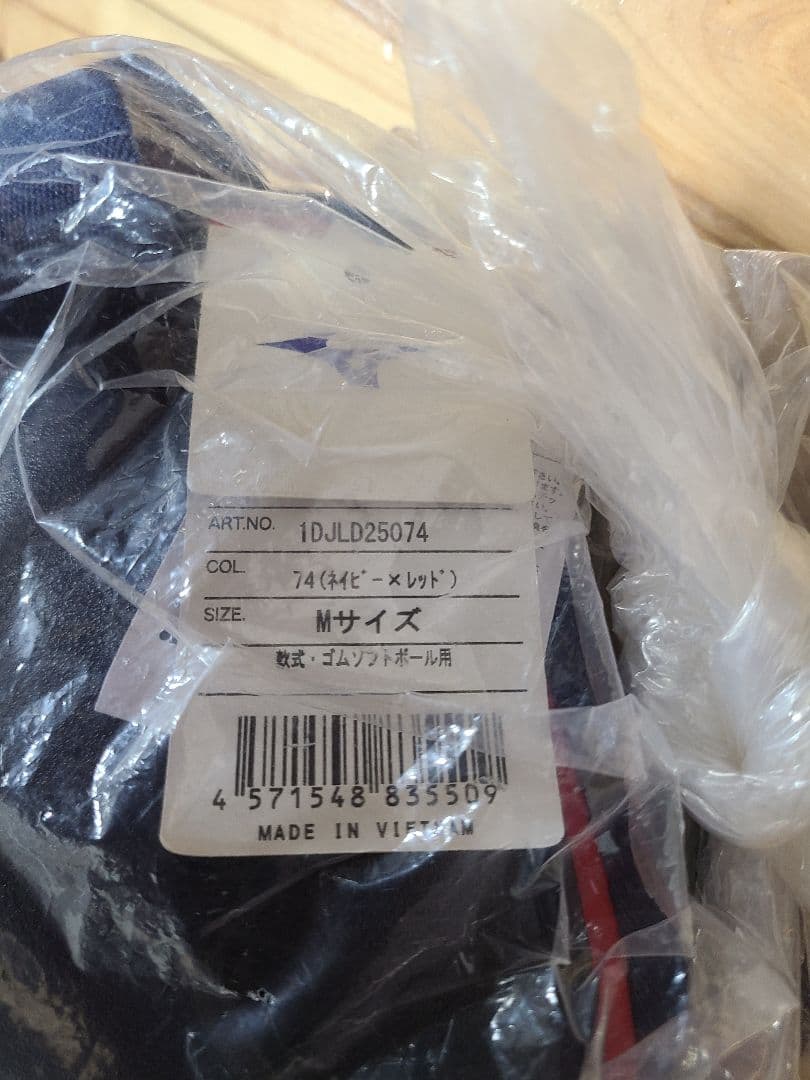 ART.NO. 1DJLD25074
COL. 74(ﾈｲﾋﾞｰ×ﾚｯﾄﾞ)
SIZE. Mサイズ
軟式・ゴムソフトボール用
4 571548 835509
MADE IN VIETNAM